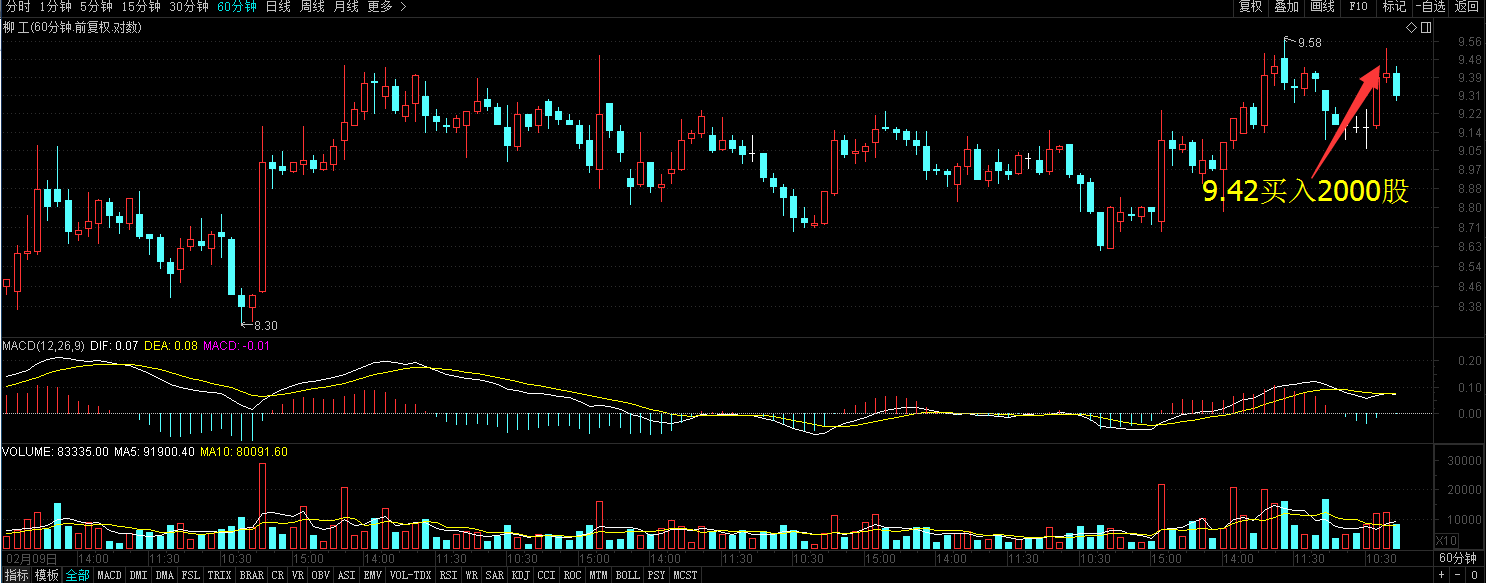 分时 1分钟 5分钟 15分钟 30分钟 60分钟 日线 周线 月线 更多 >
复权 叠加 画线 F10 标记 -自选 返回
柳 工(60分钟.前复权.对数)
9.58
9.56
9.48
9.39
9.31
9.22
9.14
9.05
8.97
8.88
8.80
8.71
8.63
8.54
8.46
8.38
9.42买入2000股
8.30
MACD(12,26,9) DIF: 0.07 DEA: 0.08 MACD: -0.01
0.20
0.10
0.00
VOLUME: 83335.00 MA5: 91900.40 MA10: 80091.60
30000
20000
10000
X10
02月09日 14:00 11:30 10:30 15:00 14:00 11:30 10:30 15:00 14:00 11:30 10:30 15:00 14:00 11:30 10:30 15:00 14:00 11:30 10:30 60分钟
指标 模板 全部 MACD DMI DMA FSL TRIX BRAR CR VR OBV ASI EMV VOL-TDX RSI WR SAR KDJ CCI ROC MTM BOLL PSY MCST + - 0